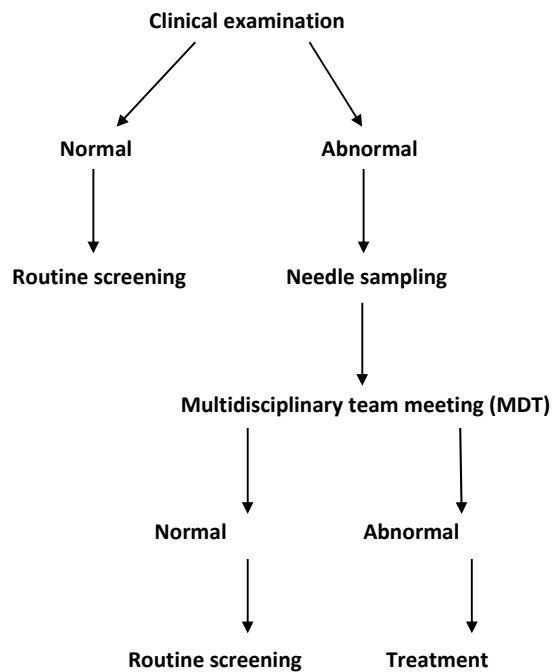 Clinical examination
Normal
Abnormal
Routine screening
Needle sampling
Multidisciplinary team meeting (MDT)
Normal
Abnormal
Routine screening
Treatment